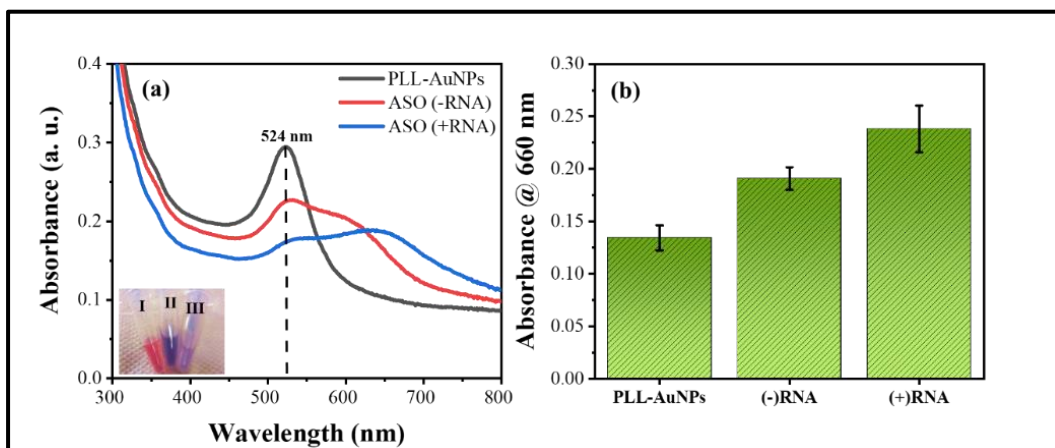 (a)
PLL-AuNPs
ASO (-RNA)
ASO (+RNA)
524 nm
I II III
0.4
0.3
0.2
0.1
0.0
300 400 500 600 700 800
Absorbance (a. u.)
Wavelength (nm)
(b)
0.30
0.25
0.20
0.15
0.10
0.05
0.00
Absorbance @ 660 nm
PLL-AuNPs (-)RNA (+)RNA